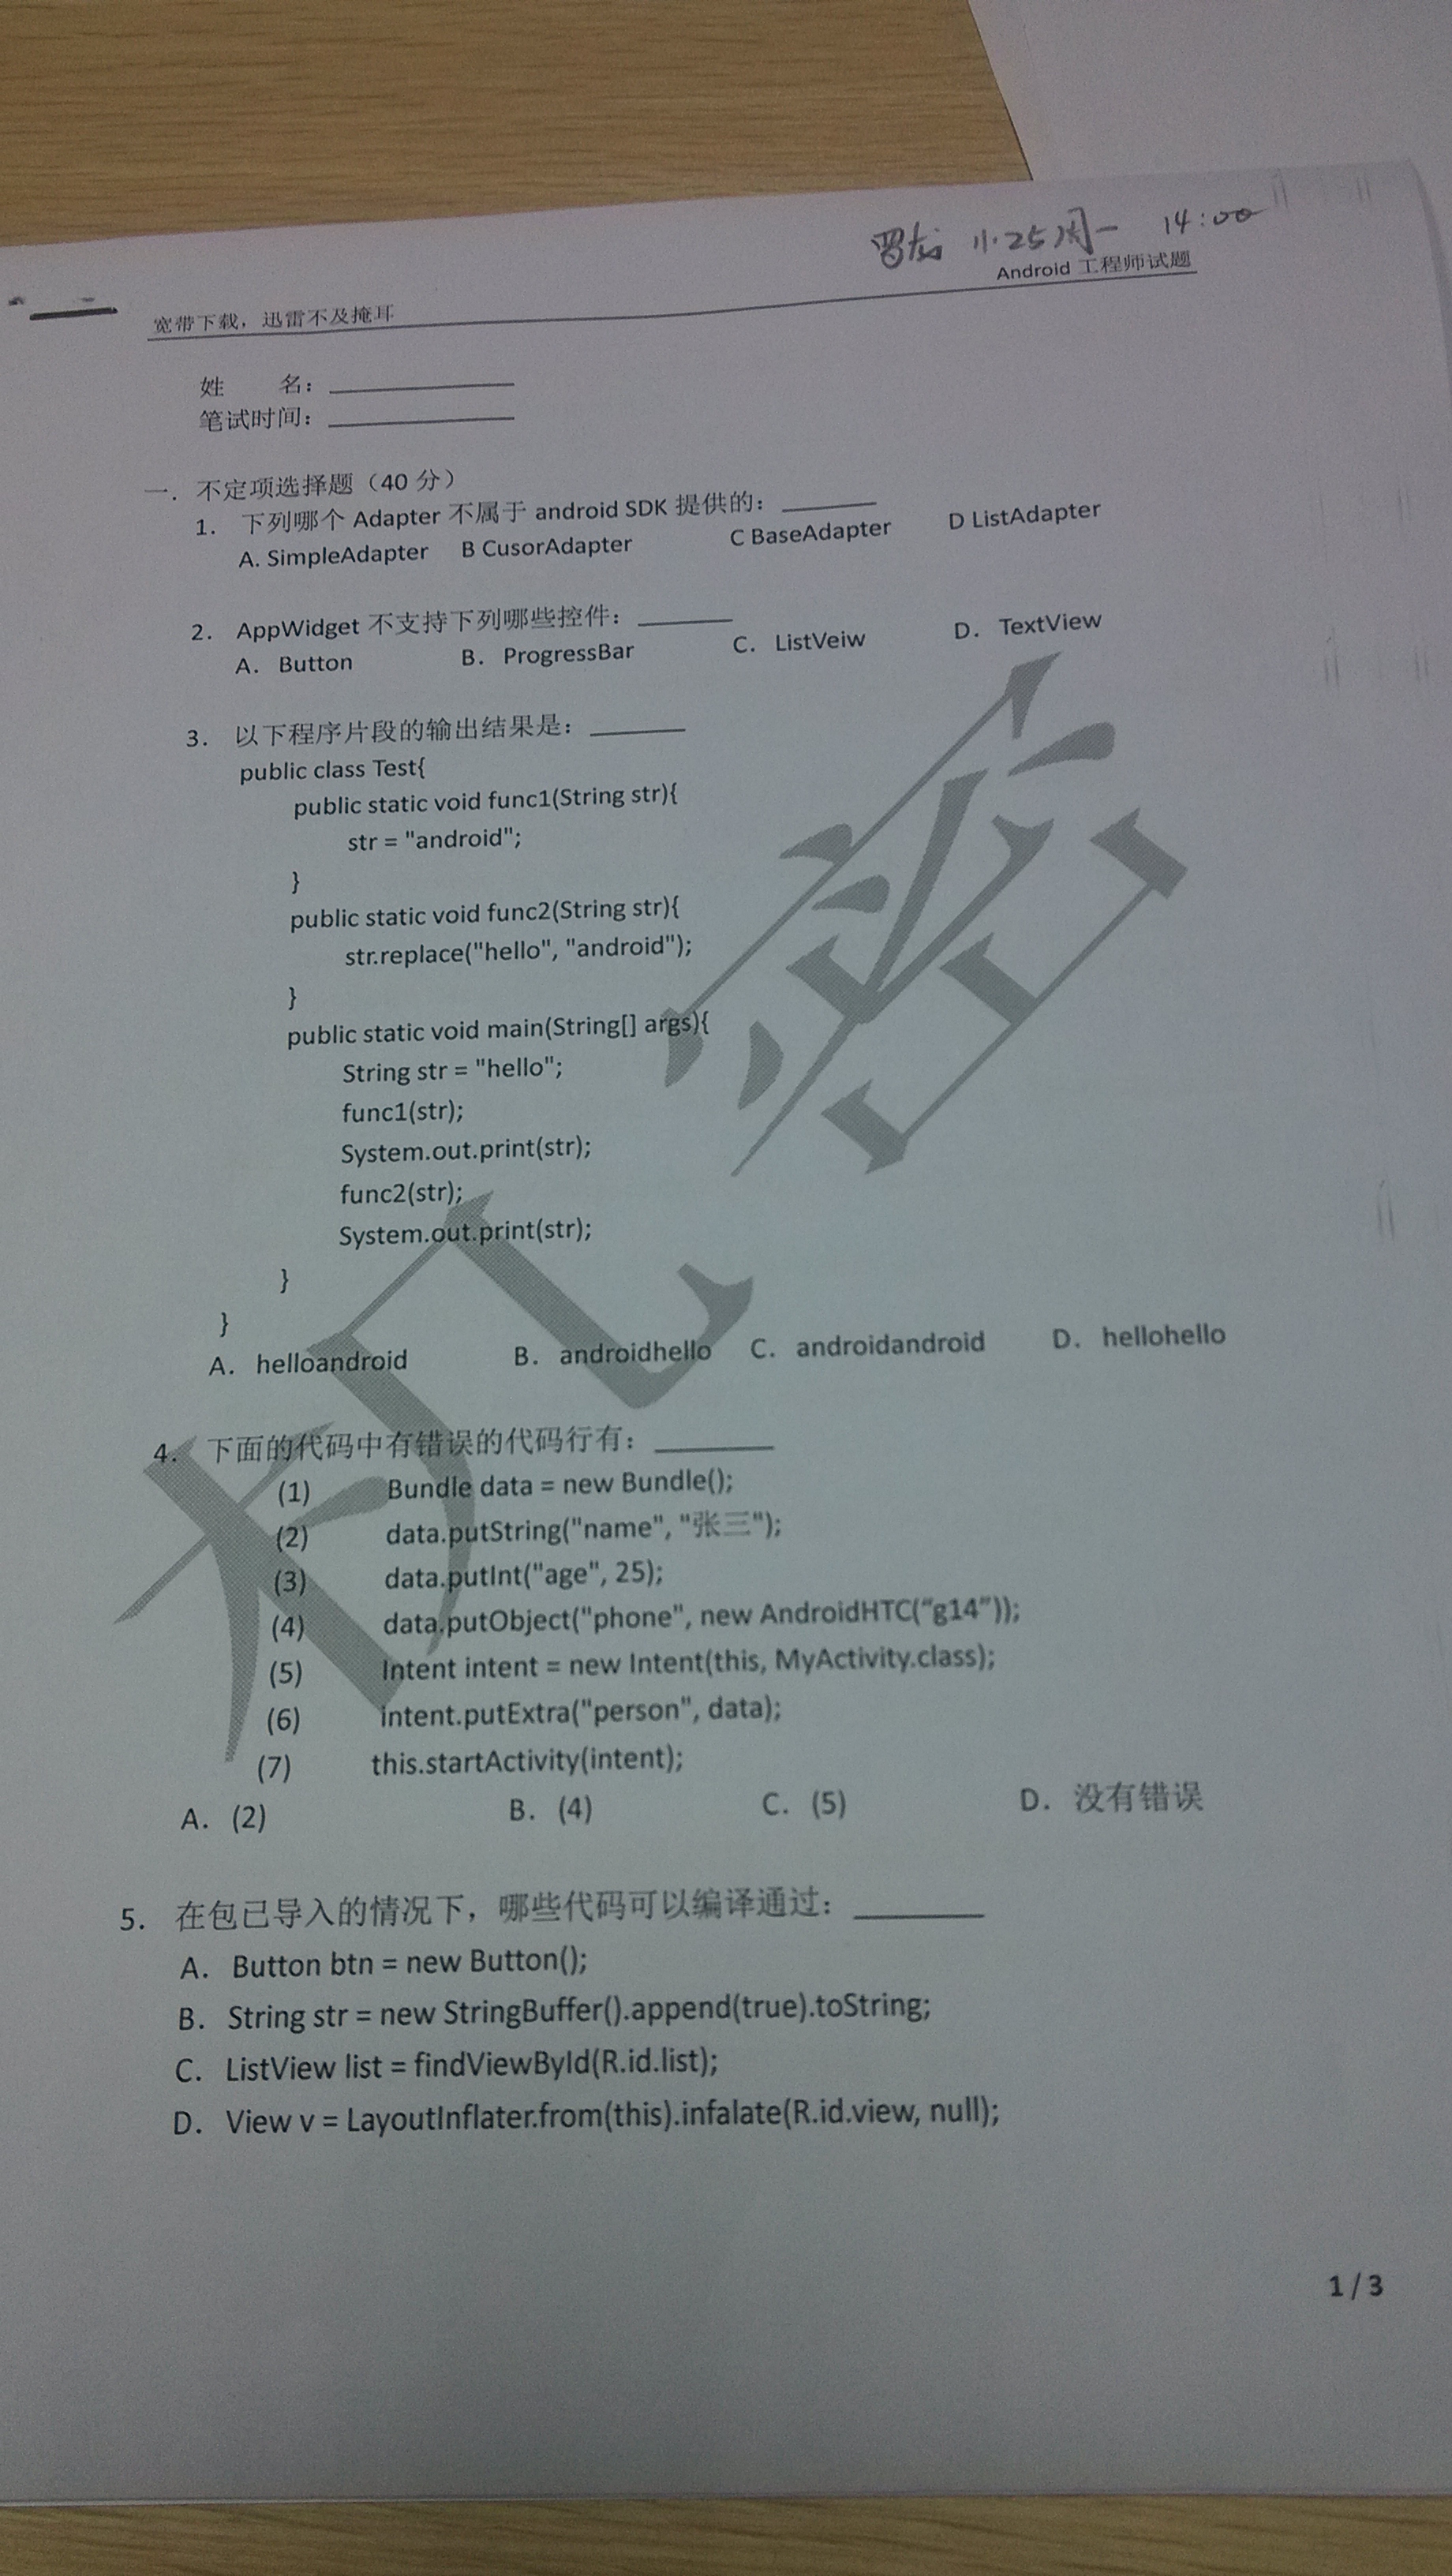 罗龙 11.25周一 14:00
宽带下载，迅雷不及掩耳 Android 工程师试题
姓 名：
笔试时间：
一. 不定项选择题（40 分）
1. 下列哪个 Adapter 不属于 android SDK 提供的：
A. SimpleAdapter B CusorAdapter C BaseAdapter D ListAdapter
2. AppWidget 不支持下列哪些控件：
A. Button B. ProgressBar C. ListVeiw D. TextView
3. 以下程序片段的输出结果是：
public class Test{
public static void func1(String str){
str = "android";
}
public static void func2(String str){
str.replace("hello", "android");
}
public static void main(String[] args){
String str = "hello";
func1(str);
System.out.print(str);
func2(str);
System.out.print(str);
}
}
A. helloandroid B. androidhello C. androidandroid D. hellohello
4. 下面的代码中有错误的代码行有：
(1) Bundle data = new Bundle();
(2) data.putString("name", "张三");
(3) data.putInt("age", 25);
(4) data.putObject("phone", new AndroidHTC(“g14”));
(5) Intent intent = new Intent(this, MyActivity.class);
(6) intent.putExtra("person", data);
(7) this.startActivity(intent);
A. (2) B. (4) C. (5) D. 没有错误
5. 在包已导入的情况下，哪些代码可以编译通过：
A. Button btn = new Button();
B. String str = new StringBuffer().append(true).toString;
C. ListView list = findViewById(R.id.list);
D. View v = LayoutInflater.from(this).infalate(R.id.view, null);
机密
1 / 3